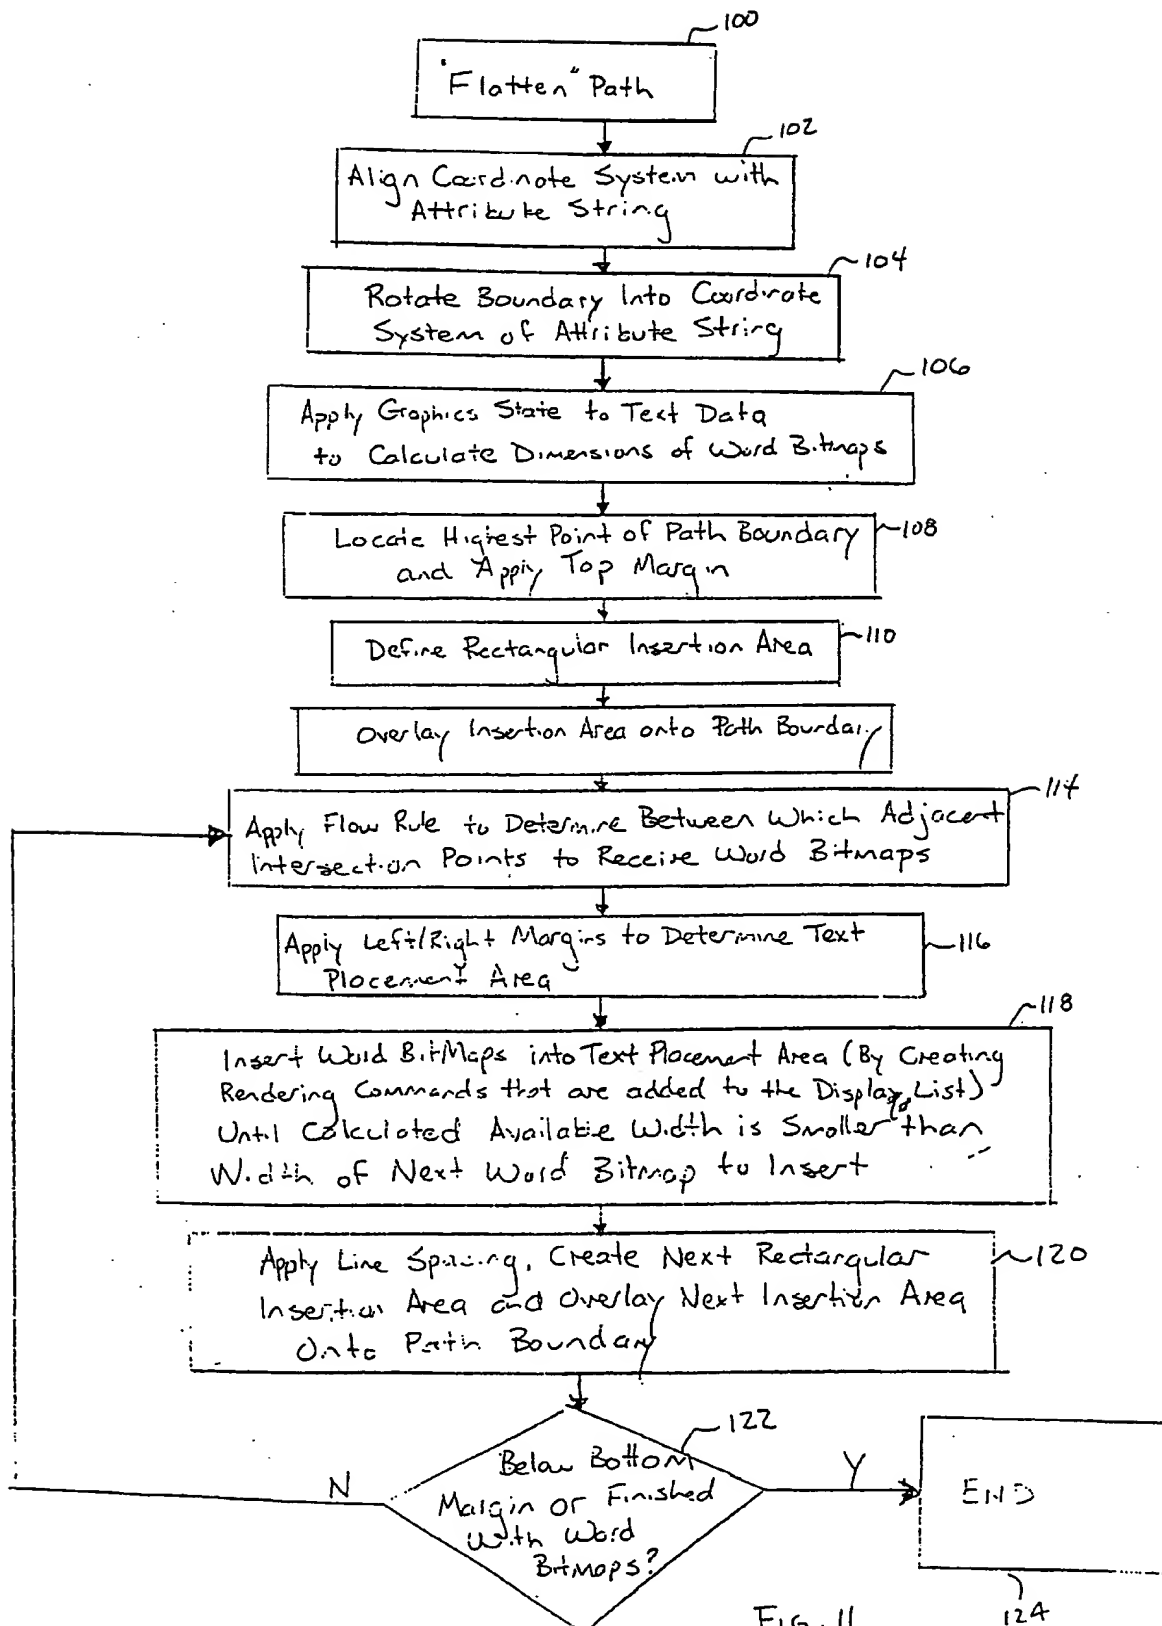 100
"Flatten" Path
102
Align Coordinate System with
Attribute String
104
Rotate Boundary Into Coordinate
System of Attribute String
106
Apply Graphics State to Text Data
to Calculate Dimensions of Word Bitmaps
108
Locate Highest Point of Path Boundary
and Apply Top Margin
110
Define Rectangular Insertion Area
Overlay Insertion Area onto Path Boundary
114
Apply Flow Rule to Determine Between Which Adjacent
Intersection Points to Receive Word Bitmaps
Apply Left/Right Margins to Determine Text
Placement Area
116
118
Insert Word BitMaps into Text Placement Area (By Creating
Rendering Commands that are added to the Display List)
Until Calculated Available Width is Smaller than
Width of Next Word Bitmap to Insert
120
Apply Line Spacing, Create Next Rectangular
Insertion Area and Overlay Next Insertion Area
Onto Path Boundary
122
Below Bottom
Margin or Finished
With Word
Bitmaps?
N
Y
END
124
FIG. 11